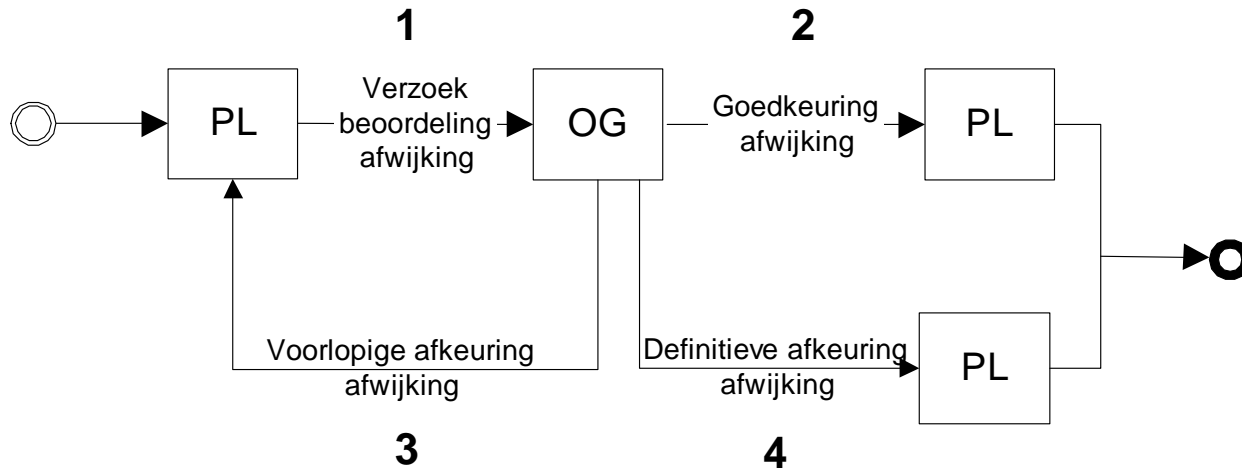 1
2
PL
Verzoek
beoordeling
afwijking
OG
Goedkeuring
afwijking
PL
Voorlopige afkeuring
afwijking
Definitieve afkeuring
afwijking
PL
3
4